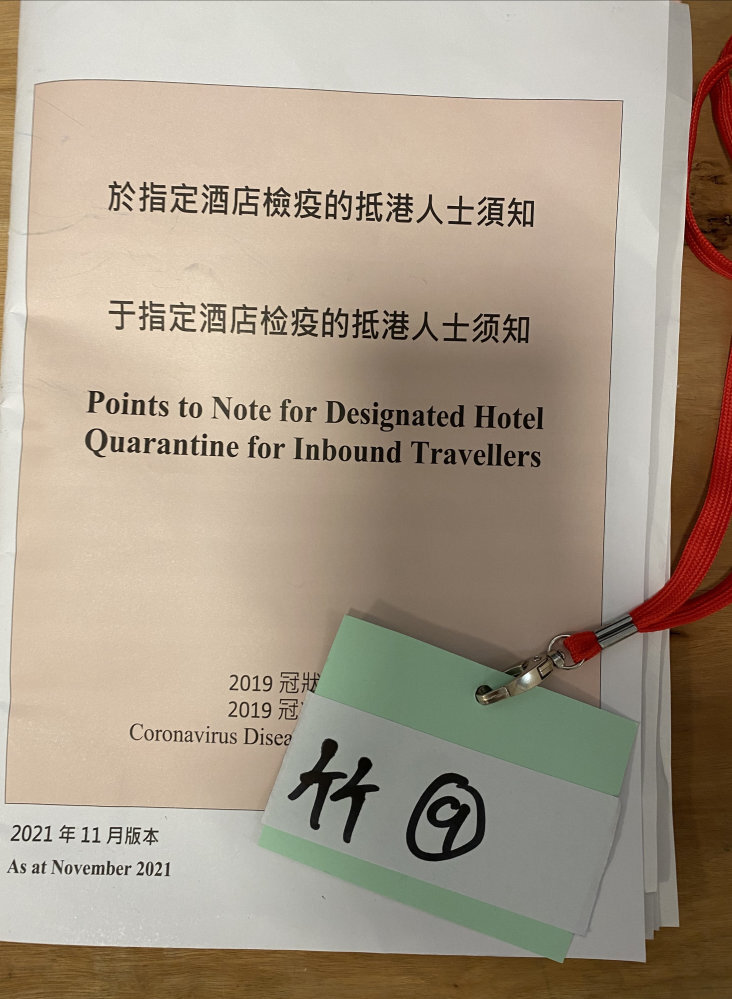 於指定酒店檢疫的抵港人士須知
于指定酒店检疫的抵港人士须知
Points to Note for Designated Hotel
Quarantine for Inbound Travellers
2019 冠狀
2019 冠
Coronavirus Disea
竹 ⑨
2021 年 11 月版本
As at November 2021